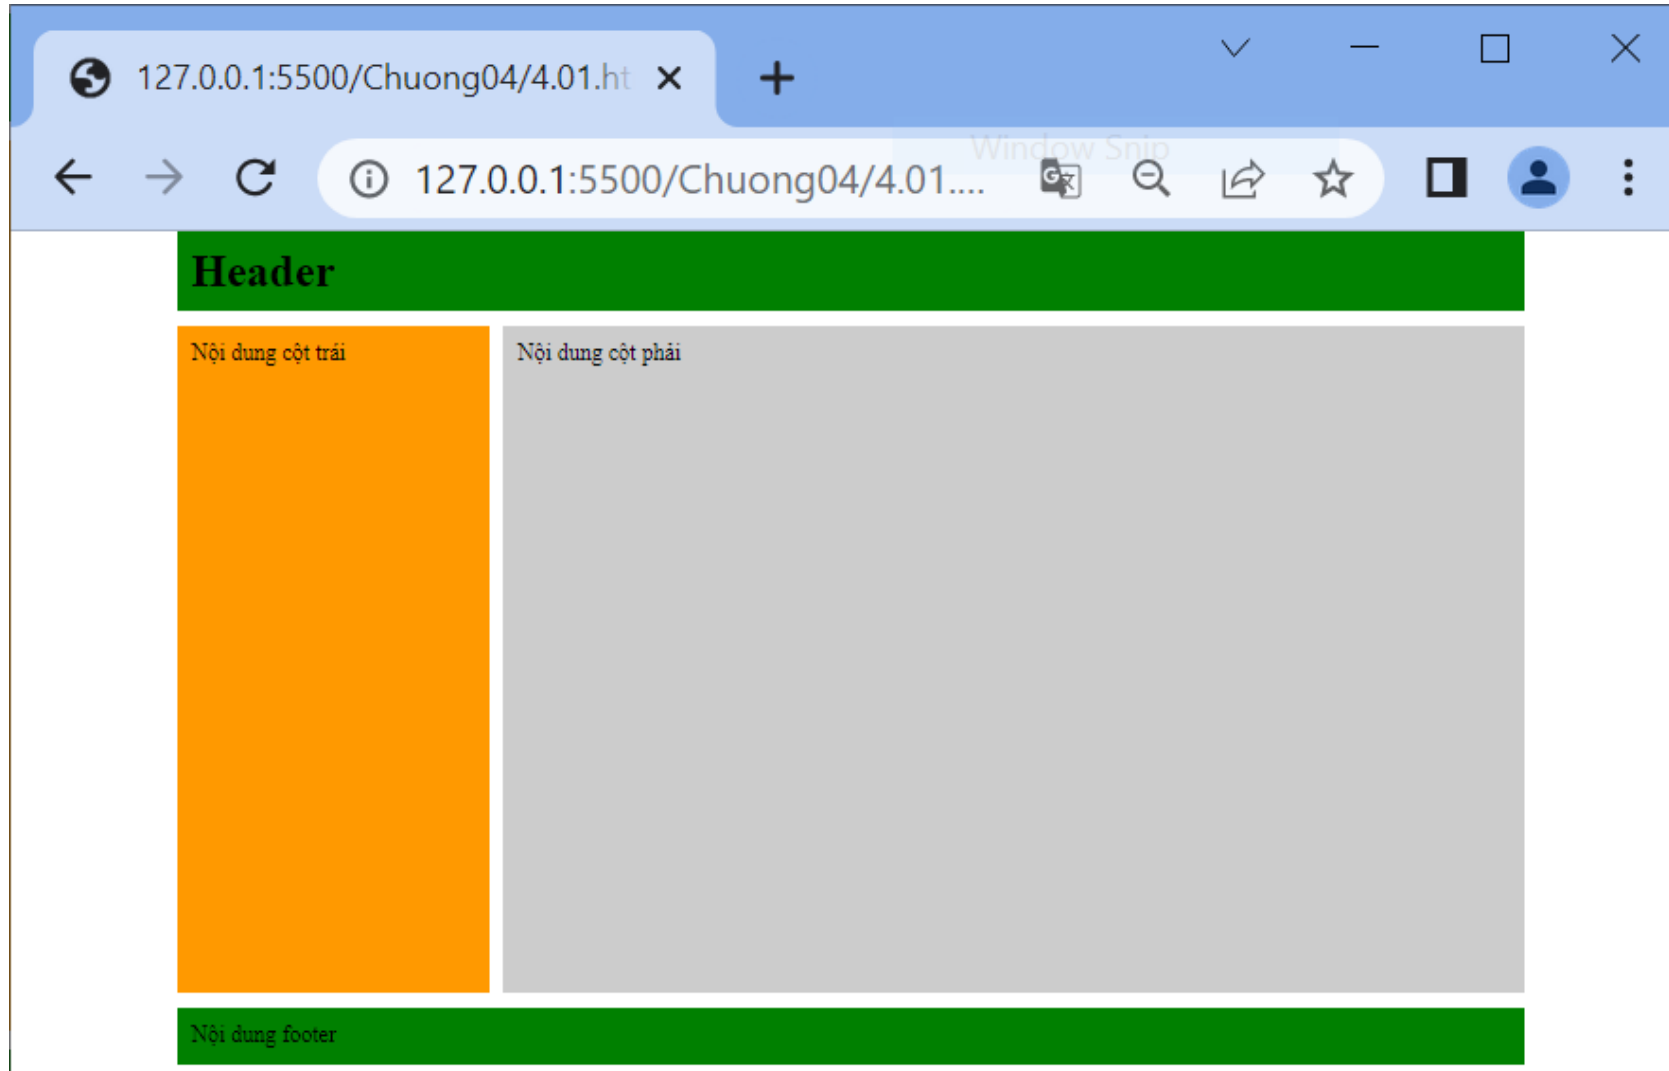 127.0.0.1:5500/Chuong04/4.01.ht
Window Snip
127.0.0.1:5500/Chuong04/4.01....
Header
Nội dung cột trái
Nội dung cột phải
Nội dung footer